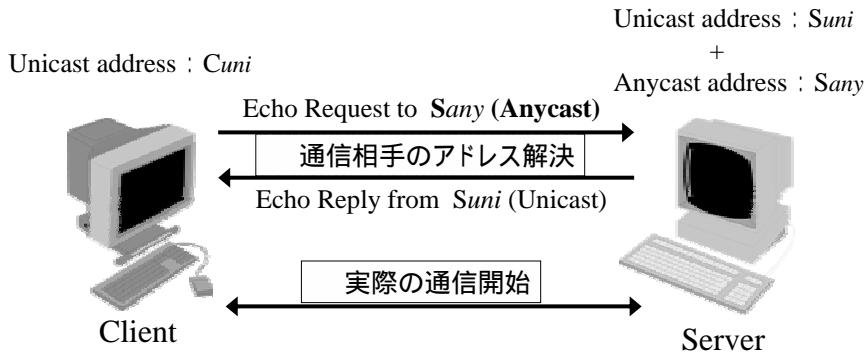 Unicast address：Suni
+
Anycast address：Sany
Unicast address：Cuni
Echo Request to Sany (Anycast)
通信相手のアドレス解決
Echo Reply from Suni (Unicast)
実際の通信開始
Client
Server